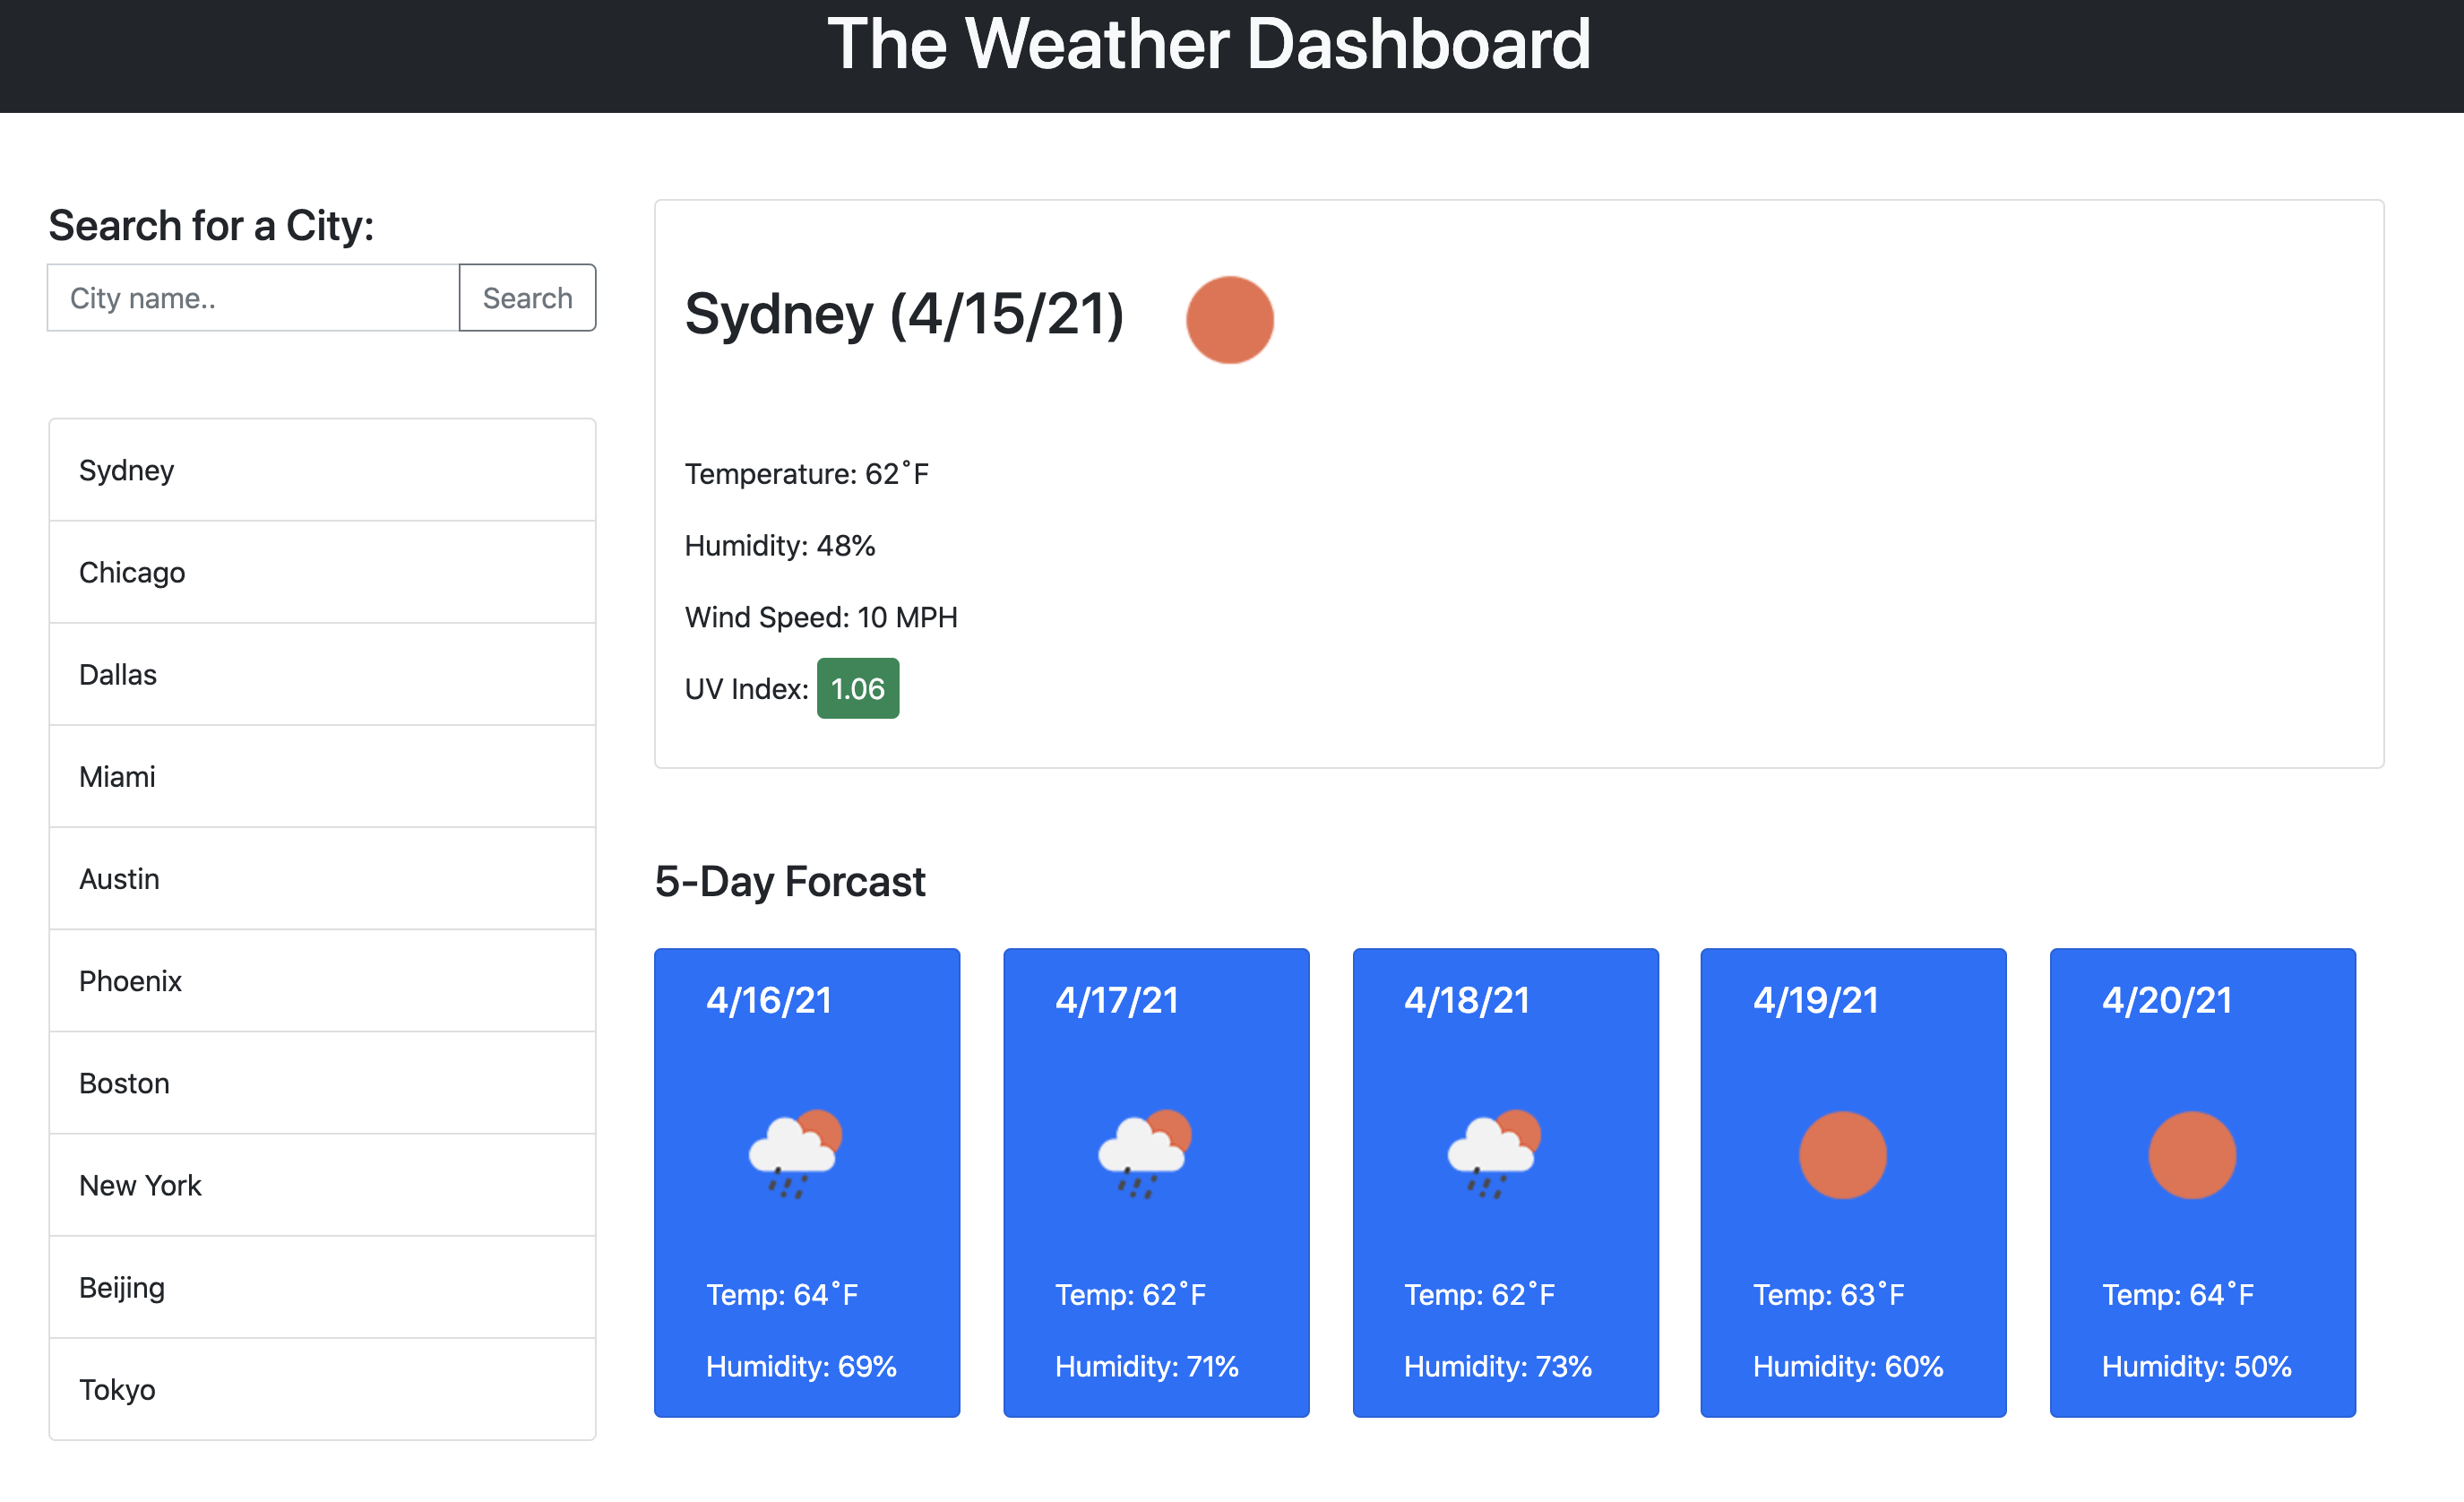 The Weather Dashboard
Search for a City:
City name..
Search
Sydney
Chicago
Dallas
Miami
Austin
Phoenix
Boston
New York
Beijing
Tokyo
Sydney (4/15/21)
Temperature: 62˚F
Humidity: 48%
Wind Speed: 10 MPH
UV Index: 1.06
5-Day Forcast
4/16/21
Temp: 64˚F
Humidity: 69%
4/17/21
Temp: 62˚F
Humidity: 71%
4/18/21
Temp: 62˚F
Humidity: 73%
4/19/21
Temp: 63˚F
Humidity: 60%
4/20/21
Temp: 64˚F
Humidity: 50%